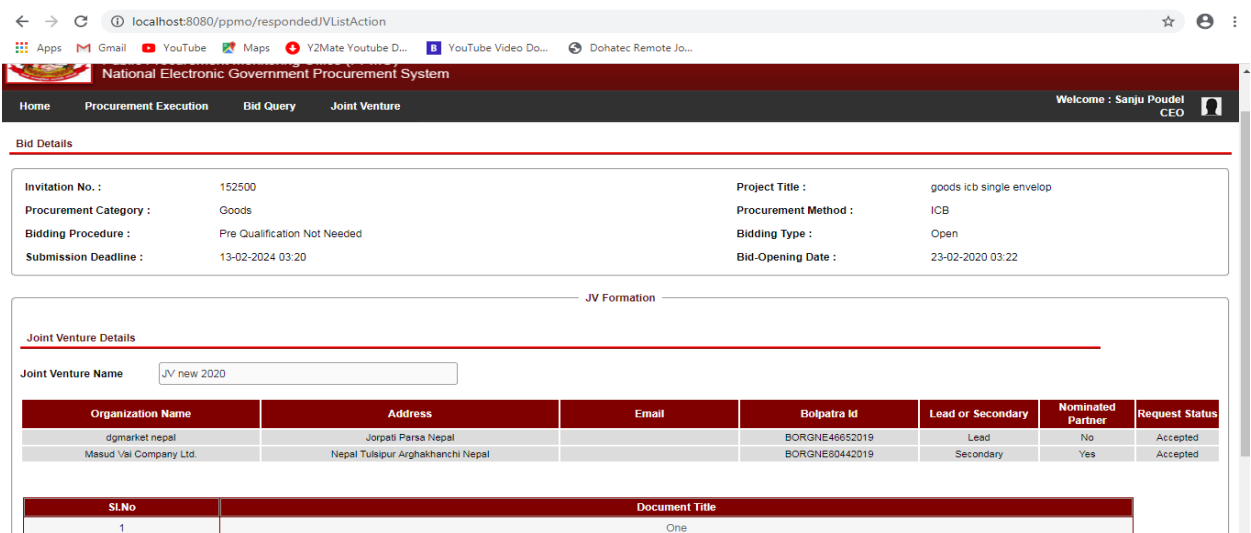 localhost:8080/ppmo/respondedJVListAction
Apps Gmail YouTube Maps Y2Mate Youtube D... YouTube Video Do... Dohatec Remote Jo...
National Electronic Government Procurement System
Home Procurement Execution Bid Query Joint Venture Welcome : Sanju Poudel
CEO
Bid Details
Invitation No. : 152500 Project Title : goods icb single envelop
Procurement Category : Goods Procurement Method : ICB
Bidding Procedure : Pre Qualification Not Needed Bidding Type : Open
Submission Deadline : 13-02-2024 03:20 Bid-Opening Date : 23-02-2020 03:22
JV Formation
Joint Venture Details
Joint Venture Name JV new 2020
Organization Name Address Email Bolpatra Id Lead or Secondary Nominated Partner Request Status
dgmarket nepal Jorpati Parsa Nepal BORGNE46652019 Lead No Accepted
Masud Vai Company Ltd. Nepal Tulsipur Arghakhanchi Nepal BORGNE80442019 Secondary Yes Accepted
Sl.No Document Title
1 One